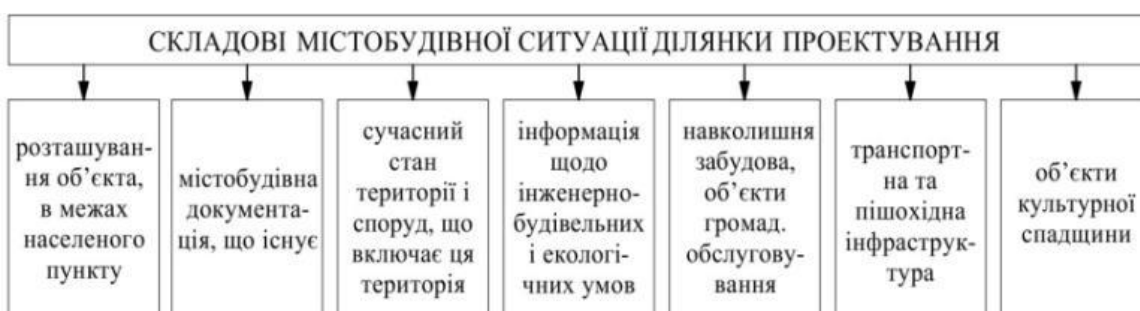 СКЛАДОВІ МІСТОБУДІВНОЇ СИТУАЦІЇ ДІЛЯНКИ ПРОЕКТУВАННЯ
розташуван-
ня об’єкта,
в межах
населеного
пункту
містобудівна
документа-
ція, що існує
сучасний
стан
території і
споруд, що
включає ця
територія
інформація
щодо
інженерно-
будівельних
і екологі-
чних умов
навколишня
забудова,
об’єкти
громад.
обслугову-
вання
транспорт-
на та
пішохідна
інфраструк-
тура
об’єкти
культурної
спадщини